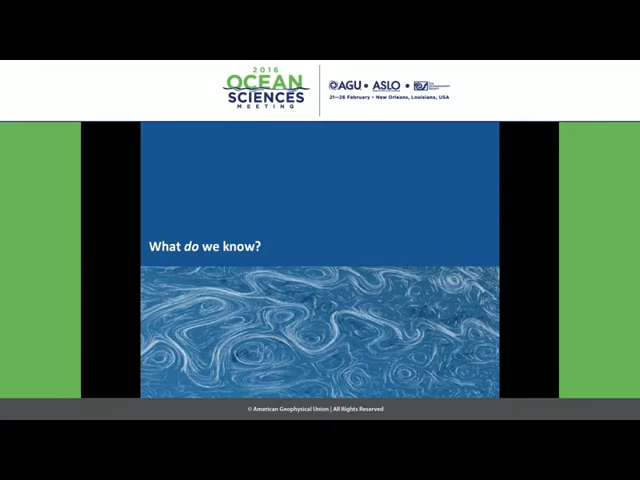 2016
OCEAN
SCIENCES
MEETING
AGU • ASLO •
21–26 February • New Orleans, Louisiana, USA
What do we know?
© American Geophysical Union | All Rights Reserved